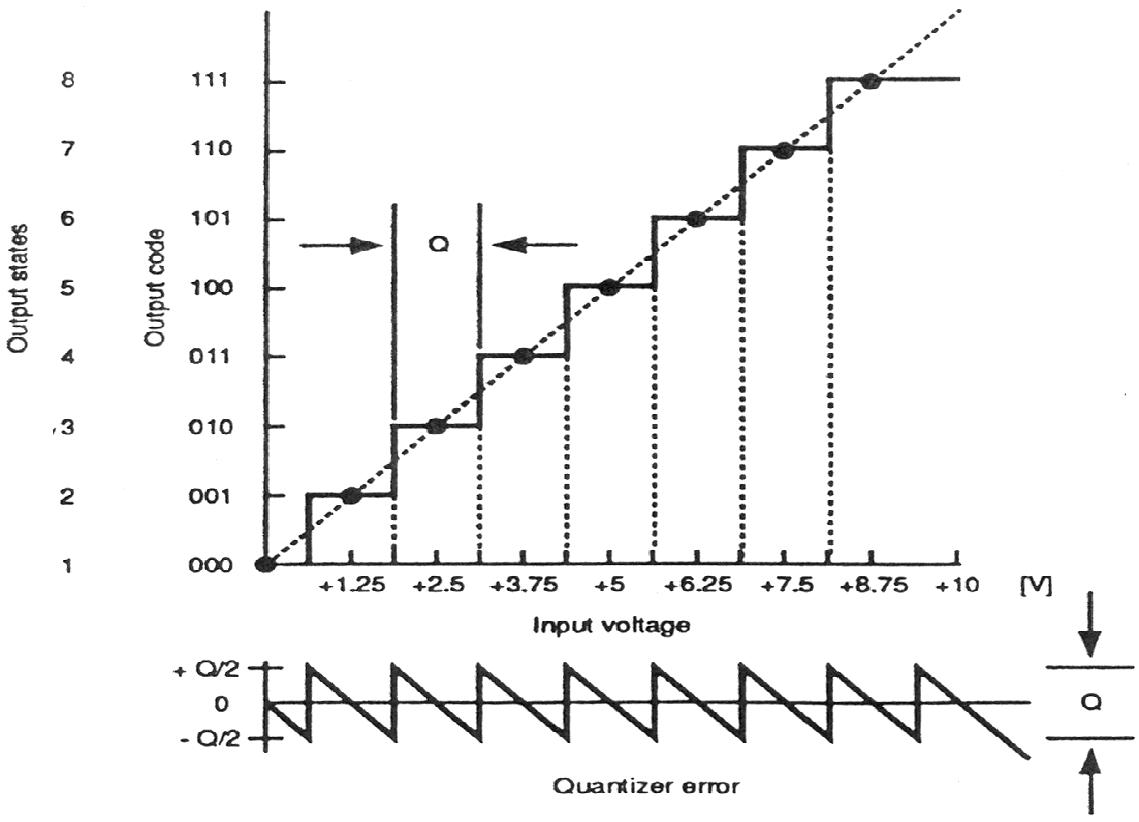 Output states
Output code
8 111
7 110
6 101
5 100
4 011
3 010
2 001
1 000
Q
+1.25 +2.5 +3.75 +5 +6.25 +7.5 +8.75 +10 [V]
Input voltage
+ Q/2
0
- Q/2
Q
Quantizer error